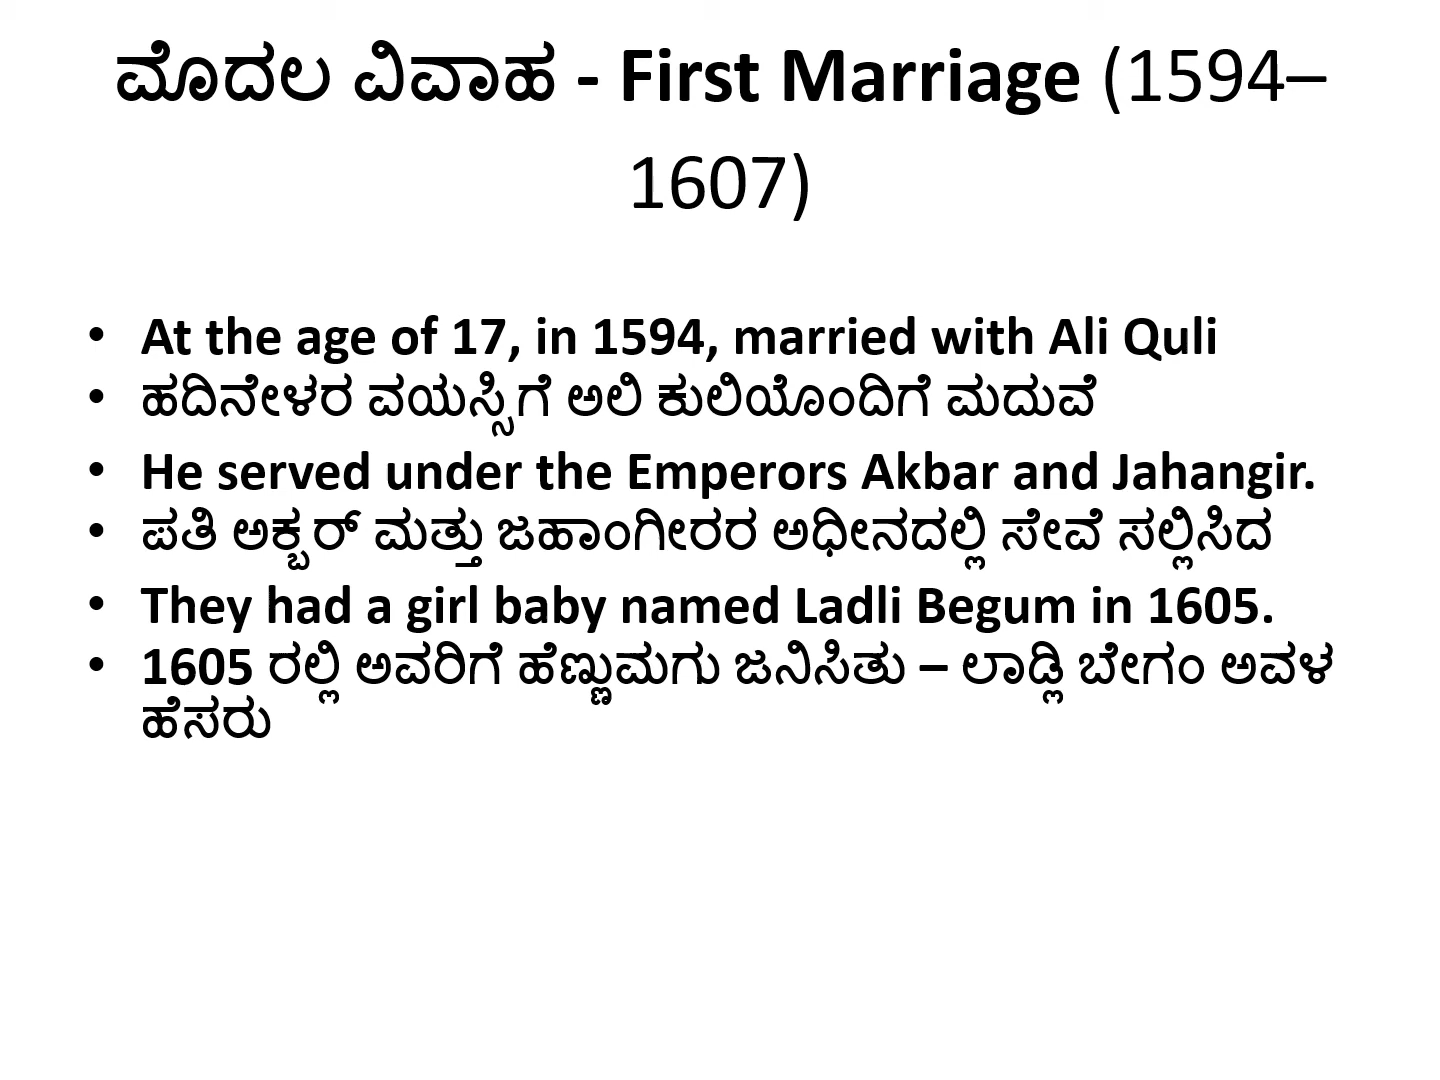 ಮೊದಲ ವಿವಾಹ - First Marriage (1594–
1607)
• At the age of 17, in 1594, married with Ali Quli
• ಹದಿನೇಳರ ವಯಸ್ಸಿಗೆ ಅಲಿ ಕುಲಿಯೊಂದಿಗೆ ಮದುವೆ
• He served under the Emperors Akbar and Jahangir.
• ಪತಿ ಅಕ್ಬರ್ ಮತ್ತು ಜಹಾಂಗೀರರ ಅಧೀನದಲ್ಲಿ ಸೇವೆ ಸಲ್ಲಿಸಿದ
• They had a girl baby named Ladli Begum in 1605.
• 1605 ರಲ್ಲಿ ಅವರಿಗೆ ಹೆಣ್ಣುಮಗು ಜನಿಸಿತು – ಲಾಡ್ಲಿ ಬೇಗಂ ಅವಳ
ಹೆಸರು